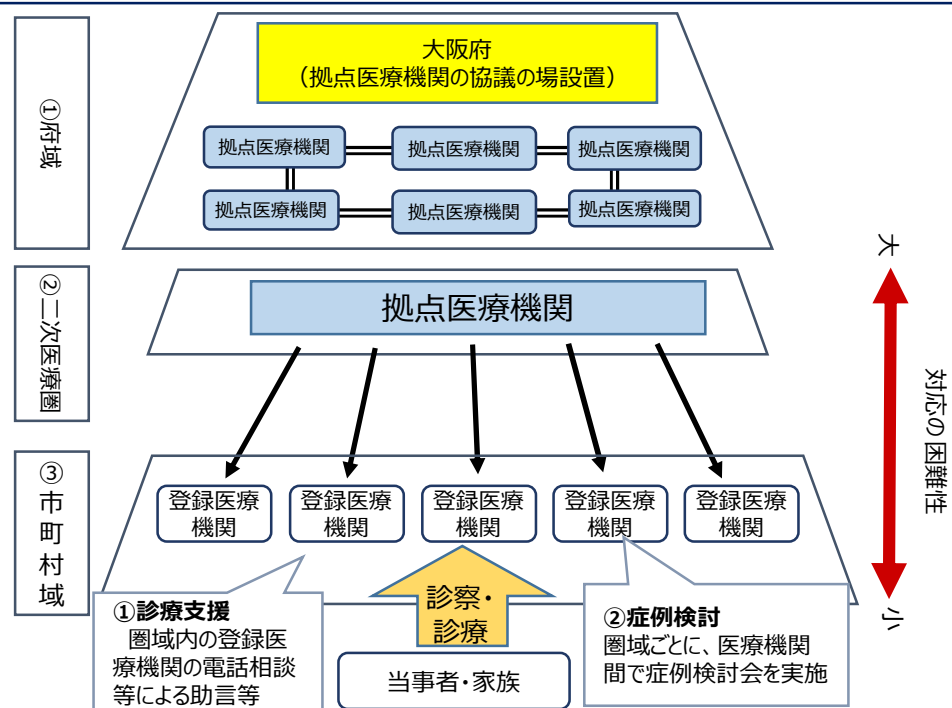 大阪府
（拠点医療機関の協議の場設置）
①府域
拠点医療機関
拠点医療機関
拠点医療機関
拠点医療機関
拠点医療機関
拠点医療機関
②二次医療圏
拠点医療機関
大
対応の困難性
小
③市町村域
登録医療
機関
登録医療
機関
登録医療
機関
登録医療
機関
登録医療
機関
①診療支援
圏域内の登録医
療機関の電話相談
等による助言等
診察・
診療
②症例検討
圏域ごとに、医療機関
間で症例検討会を実施
当事者・家族